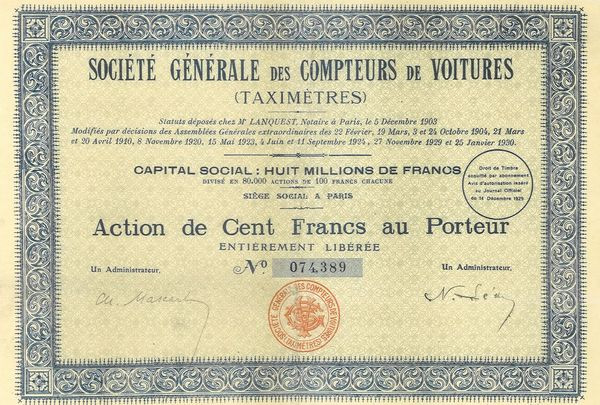 SOCIÉTÉ GÉNÉRALE DES COMPTEURS DE VOITURES
(TAXIMÈTRES)
Statuts déposés chez Mᵉ LANQUEST, Notaire à Paris, le 5 Décembre 1903
Modifiés par décisions des Assemblées Générales extraordinaires des 22 Février, 19 Mars, 3 et 24 Octobre 1904, 21 Mars
et 20 Avril 1910, 8 Novembre 1920, 15 Mai 1923, 4 Juin et 11 Septembre 1924, 27 Novembre 1929 et 25 Janvier 1930.
CAPITAL SOCIAL : HUIT MILLIONS DE FRANCS
DIVISÉ EN 80.000 ACTIONS DE 100 FRANCS CHACUNE
SIÈGE SOCIAL A PARIS
Droit de Timbre
acquitté par abonnement
Avis d'autorisation inséré
au Journal Officiel
du 14 Décembre 1929
Action de Cent Francs au Porteur
ENTIÈREMENT LIBÉRÉE
Nº 074.389
Un Administrateur,
Un Administrateur,
SOCIÉTÉ GÉNÉRALE DES COMPTEURS DE VOITURES
(TAXIMÈTRES)